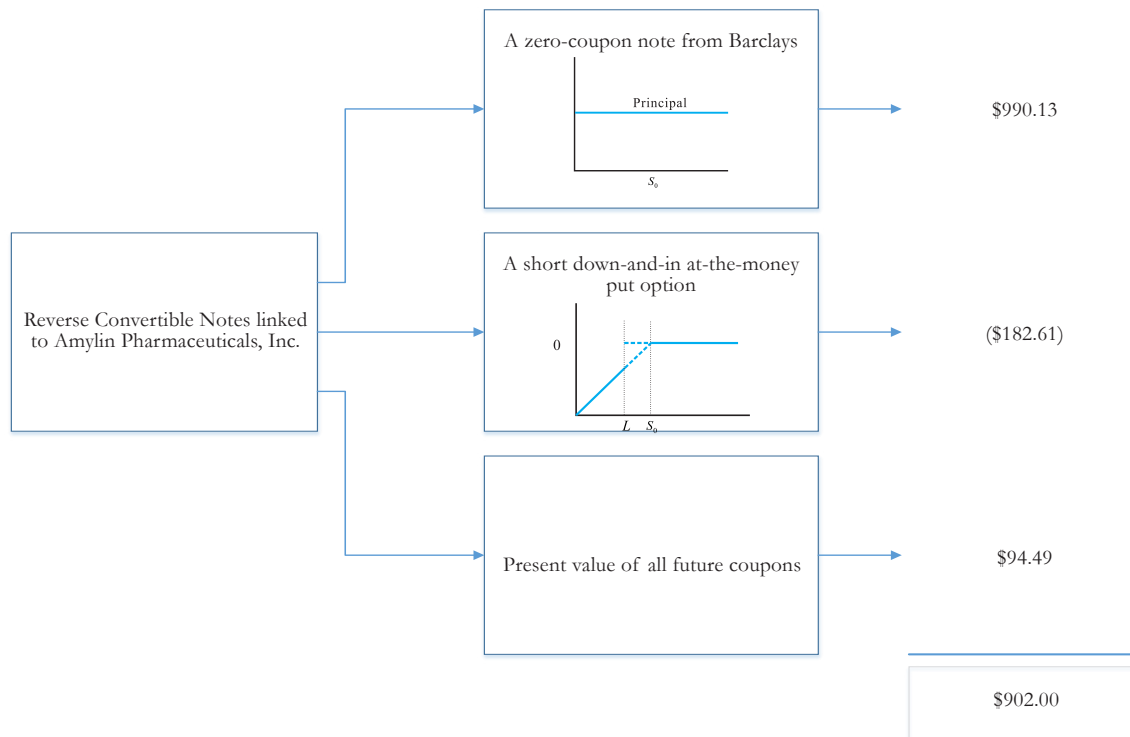 A zero-coupon note from Barclays
Principal
S₀
$990.13
Reverse Convertible Notes linked
to Amylin Pharmaceuticals, Inc.
A short down-and-in at-the-money
put option
0
L S₀
($182.61)
Present value of all future coupons
$94.49
$902.00